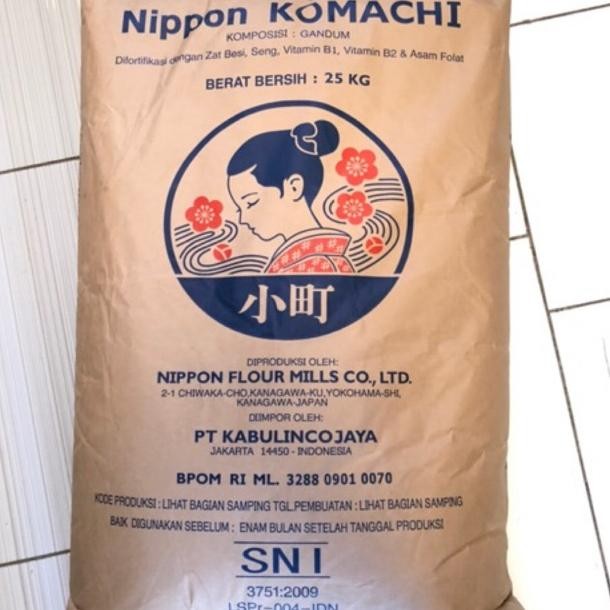 Nippon KOMACHI
KOMPOSISI : GANDUM
Difortifikasi dengan Zat Besi, Seng, Vitamin B1, Vitamin B2 & Asam Folat
BERAT BERSIH : 25 KG
小町
DIPRODUKSI OLEH:
NIPPON FLOUR MILLS CO., LTD.
2-1 CHIWAKA-CHO,KANAGAWA-KU,YOKOHAMA-SHI,
KANAGAWA-JAPAN
DIIMPOR OLEH:
PT KABULINCOJAYA
JAKARTA 14450 - INDONESIA
BPOM RI ML. 3288 0901 0070
KODE PRODUKSI : LIHAT BAGIAN SAMPING TGL.PEMBUATAN : LIHAT BAGIAN SAMPING
BAIK DIGUNAKAN SEBELUM : ENAM BULAN SETELAH TANGGAL PRODUKSI
SNI
3751:2009
LSPr-004-IDN